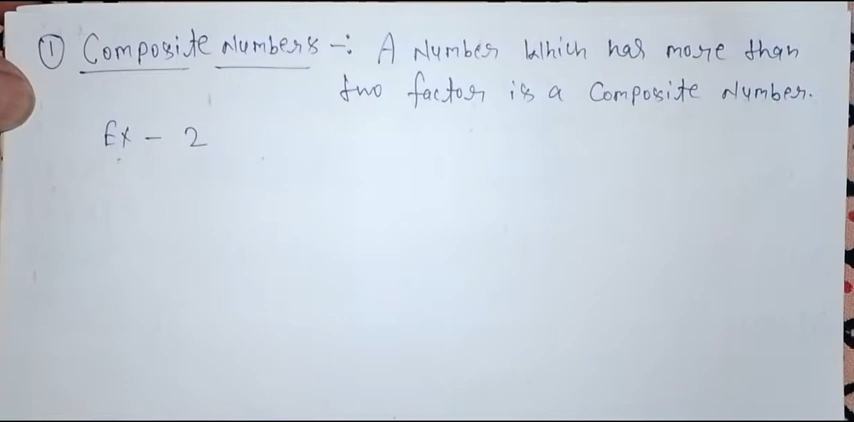 ① Composite Numbers -: A Number Which has more than
two factor is a Composite Number.
Ex - 2